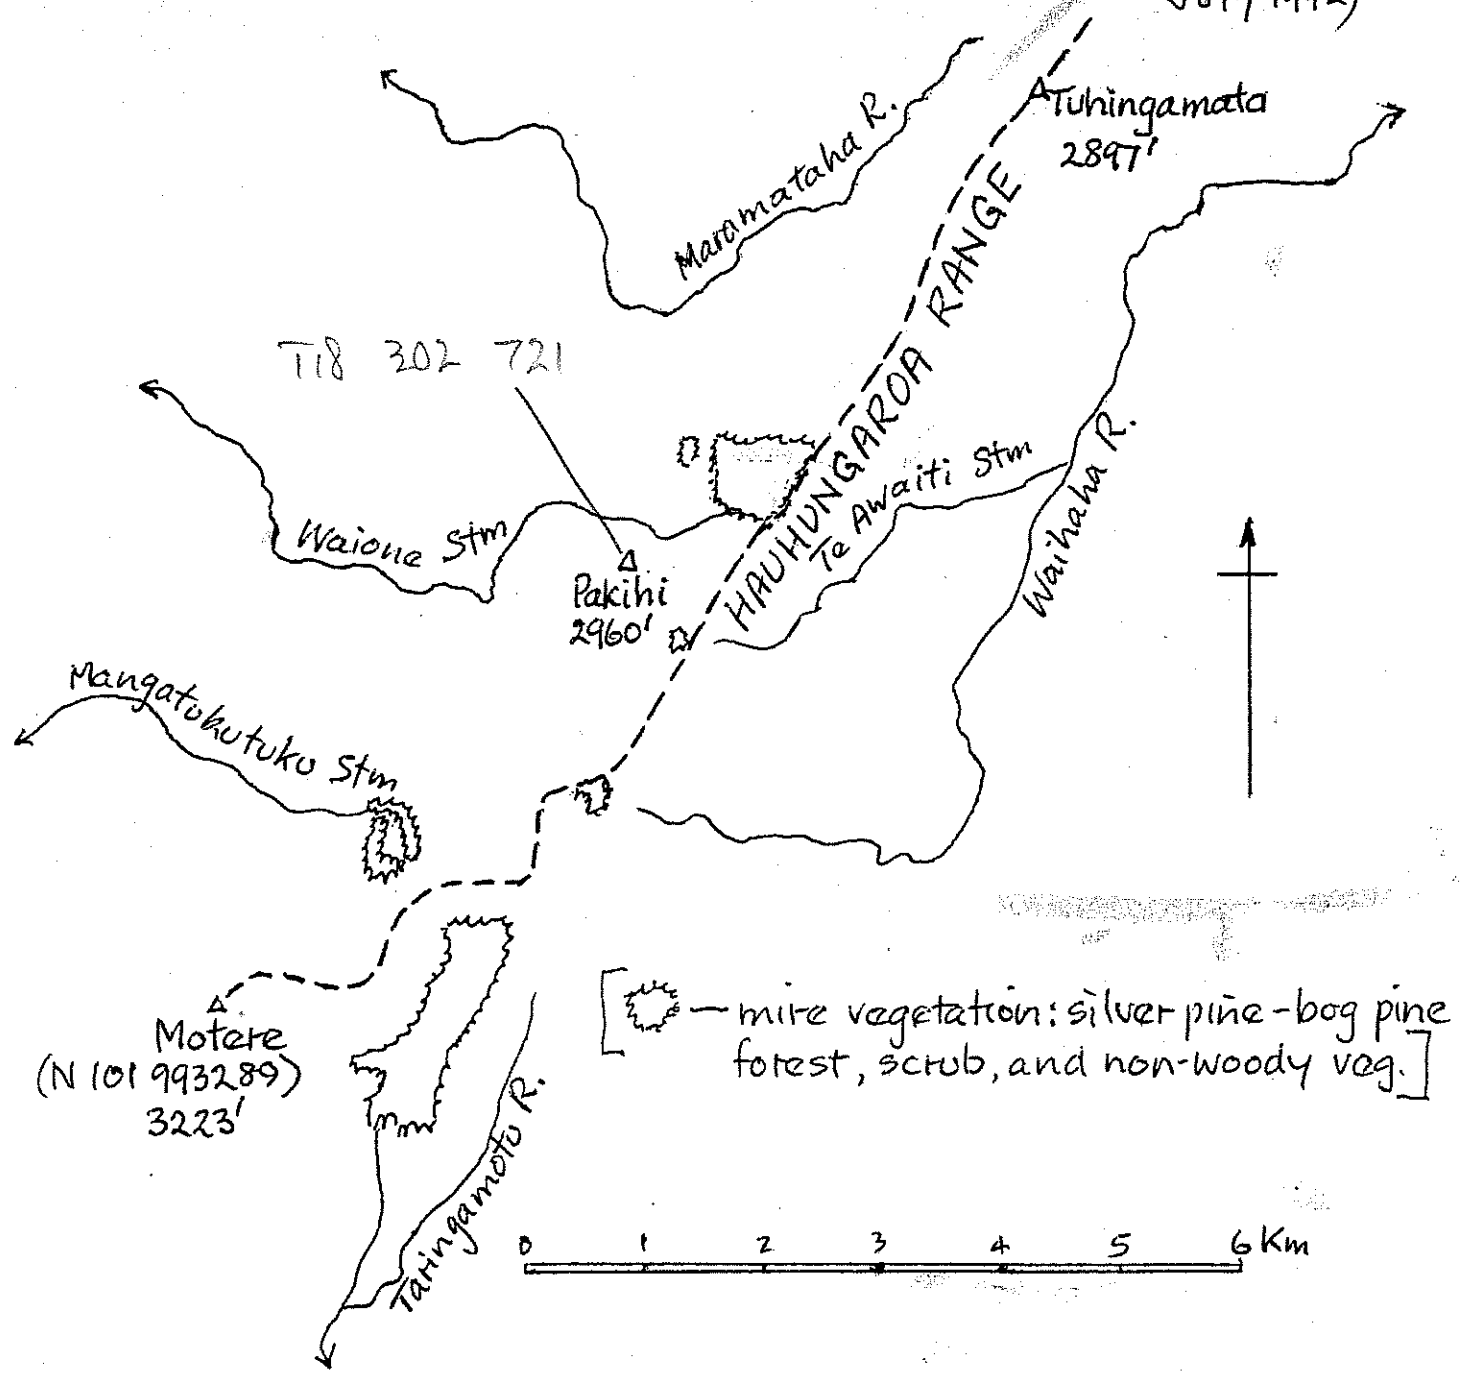 Tuhingamata
2897'
Maramataha R.
HAUHUNGAROA RANGE
T18 302 721
Waione Stm
Te Awaiti Stm
Waihaha R.
Pakihi
2960'
Mangatukutuku Stm
Motere
(N 101 993289)
3223'
[ — mire vegetation: silver pine-bog pine
forest, scrub, and non-woody veg.]
Taringamotu R.
0 1 2 3 4 5 6 Km